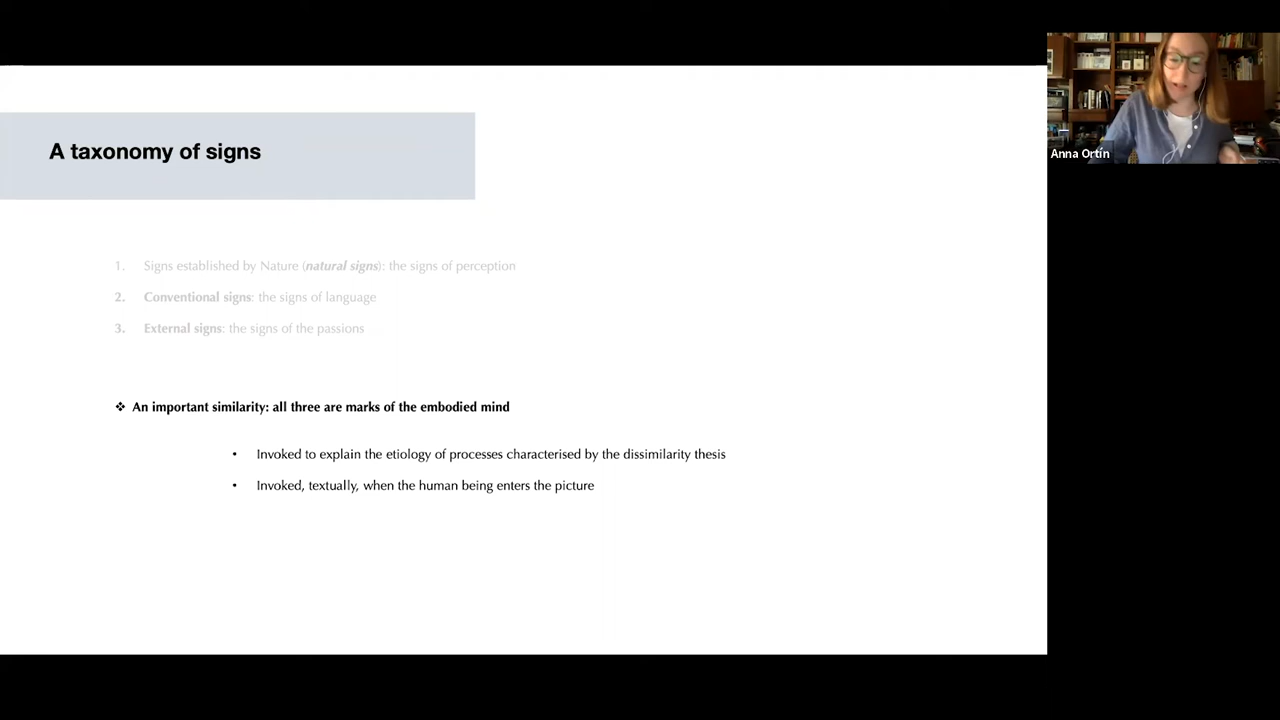 A taxonomy of signs
Anna Ortín
1. Signs established by Nature (natural signs): the signs of perception
2. Conventional signs: the signs of language
3. External signs: the signs of the passions
❖ An important similarity: all three are marks of the embodied mind
• Invoked to explain the etiology of processes characterised by the dissimilarity thesis
• Invoked, textually, when the human being enters the picture